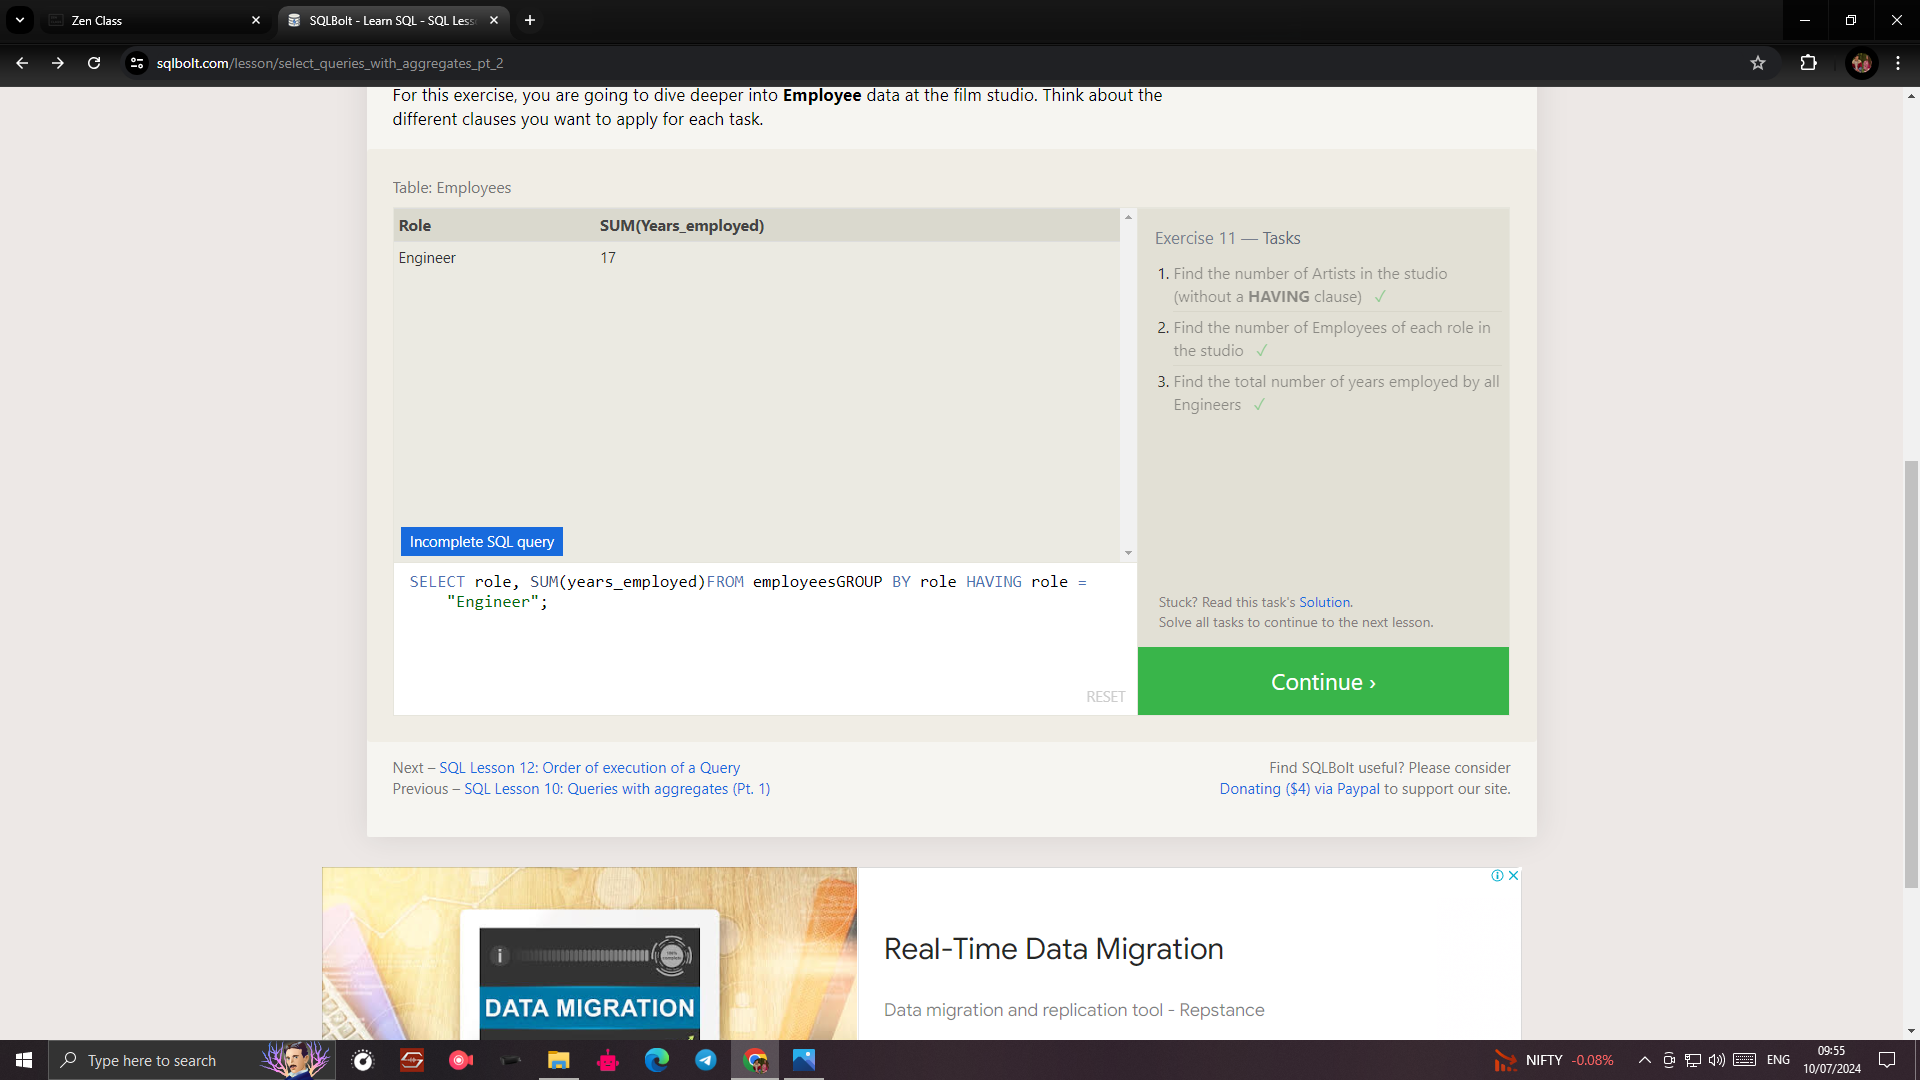 Zen Class
SQLBolt - Learn SQL - SQL Less
sqlbolt.com/lesson/select_queries_with_aggregates_pt_2
For this exercise, you are going to dive deeper into Employee data at the film studio. Think about the
different clauses you want to apply for each task.
Table: Employees
Role SUM(Years_employed)
Engineer 17
Incomplete SQL query
SELECT role, SUM(years_employed)FROM employeesGROUP BY role HAVING role =
"Engineer";
RESET
Exercise 11 — Tasks
1. Find the number of Artists in the studio
(without a HAVING clause) ✓
2. Find the number of Employees of each role in
the studio ✓
3. Find the total number of years employed by all
Engineers ✓
Stuck? Read this task's Solution.
Solve all tasks to continue to the next lesson.
Continue ›
Next – SQL Lesson 12: Order of execution of a Query
Previous – SQL Lesson 10: Queries with aggregates (Pt. 1)
Find SQLBolt useful? Please consider
Donating ($4) via Paypal to support our site.
DATA MIGRATION
Real-Time Data Migration
Data migration and replication tool - Repstance
Type here to search
NIFTY -0.08%
ENG
09:55
10/07/2024